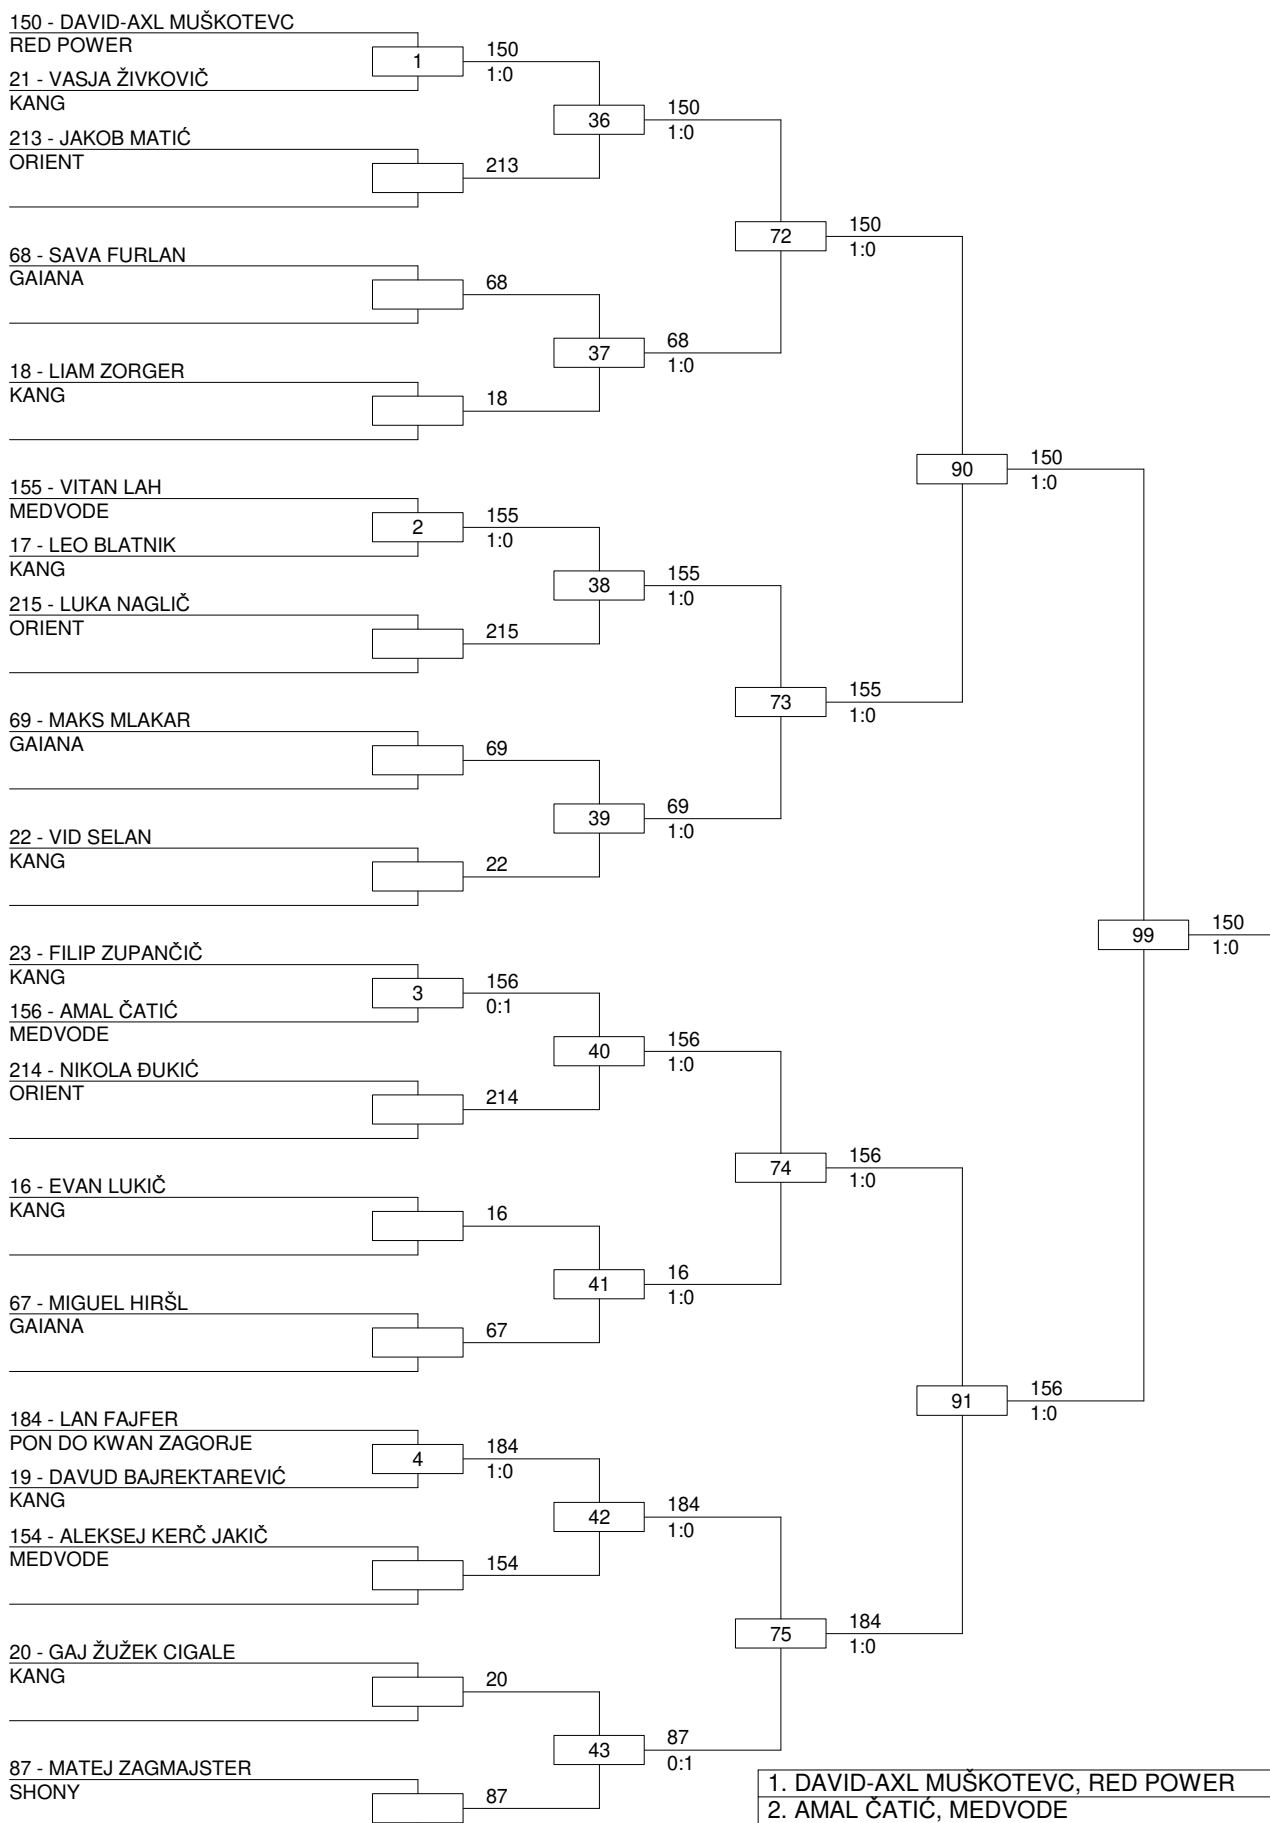 150 - DAVID-AXL MUŠKOTEVC
RED POWER
1
150
1:0
21 - VASJA ŽIVKOVIČ
KANG
36
150
1:0
213 - JAKOB MATIĆ
ORIENT
213
72
150
1:0
68 - SAVA FURLAN
GAIANA
68
37
68
1:0
18 - LIAM ZORGER
KANG
18
90
150
1:0
155 - VITAN LAH
MEDVODE
2
155
1:0
17 - LEO BLATNIK
KANG
38
155
1:0
215 - LUKA NAGLIČ
ORIENT
215
73
155
1:0
69 - MAKS MLAKAR
GAIANA
69
39
69
1:0
22 - VID SELAN
KANG
22
99
150
1:0
23 - FILIP ZUPANČIČ
KANG
3
156
0:1
156 - AMAL ČATIĆ
MEDVODE
40
156
1:0
214 - NIKOLA ĐUKIĆ
ORIENT
214
74
156
1:0
16 - EVAN LUKIČ
KANG
16
41
16
1:0
67 - MIGUEL HIRŠL
GAIANA
67
91
156
1:0
184 - LAN FAJFER
PON DO KWAN ZAGORJE
4
184
1:0
19 - DAVUD BAJREKTAREVIĆ
KANG
42
184
1:0
154 - ALEKSEJ KERČ JAKIČ
MEDVODE
154
75
184
1:0
20 - GAJ ŽUŽEK CIGALE
KANG
20
43
87
0:1
87 - MATEJ ZAGMAJSTER
SHONY
87
1. DAVID-AXL MUŠKOTEVC, RED POWER
2. AMAL ČATIĆ, MEDVODE